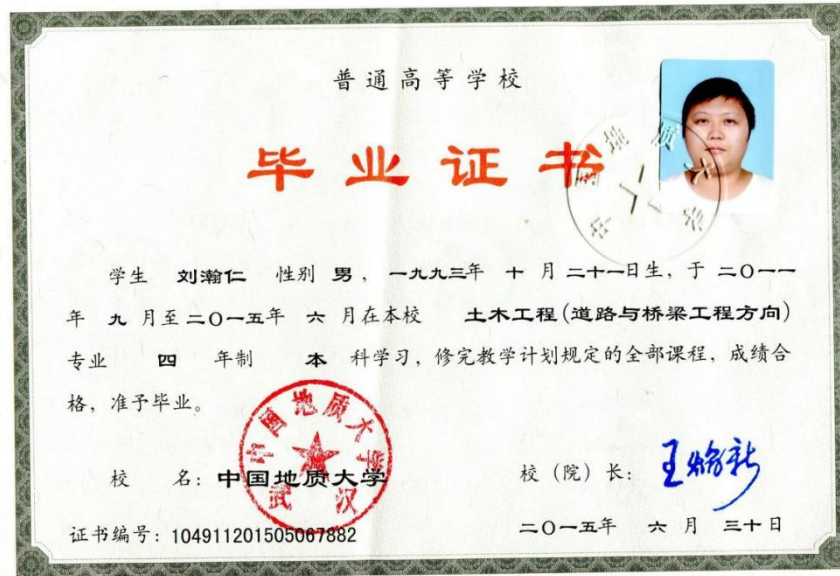 普通高等学校
毕业证书
学生 刘瀚仁 性别 男，一九九三年 十 月 二十一日生，于 二〇一一
年 九 月至二〇一五年 六 月在本校 土木工程(道路与桥梁工程方向)
专业 四 年制 本 科学习，修完教学计划规定的全部课程，成绩合
格，准予毕业。
中国地质大学
武汉
校 名：中国地质大学
校（院）长：
证书编号：104911201505067882
二〇一五年 六 月 三十日